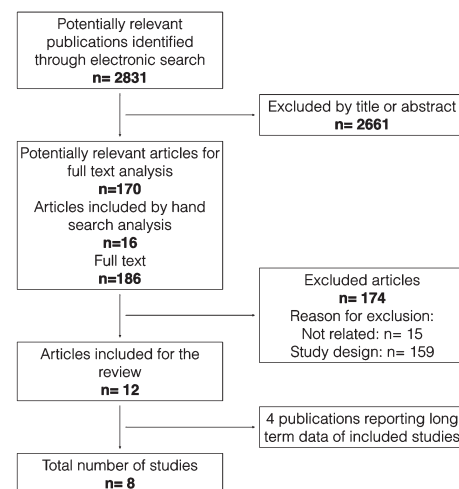 Potentially relevant
publications identified
through electronic search
n= 2831
Excluded by title or abstract
n= 2661
Potentially relevant articles for
full text analysis
n=170
Articles included by hand
search analysis
n=16
Full text
n=186
Excluded articles
n= 174
Reason for exclusion:
Not related: n= 15
Study design: n= 159
Articles included for the
review
n= 12
4 publications reporting long
term data of included studies
Total number of studies
n= 8